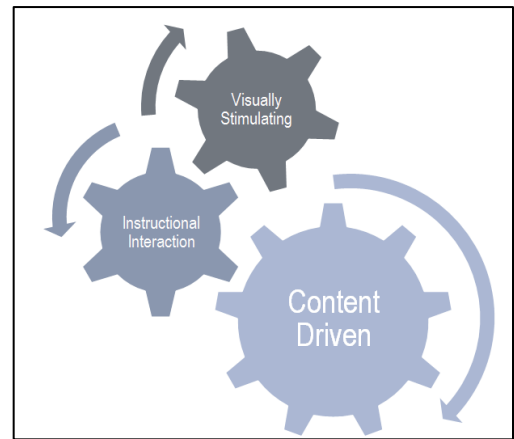 Visually
Stimulating
Instructional
Interaction
Content
Driven